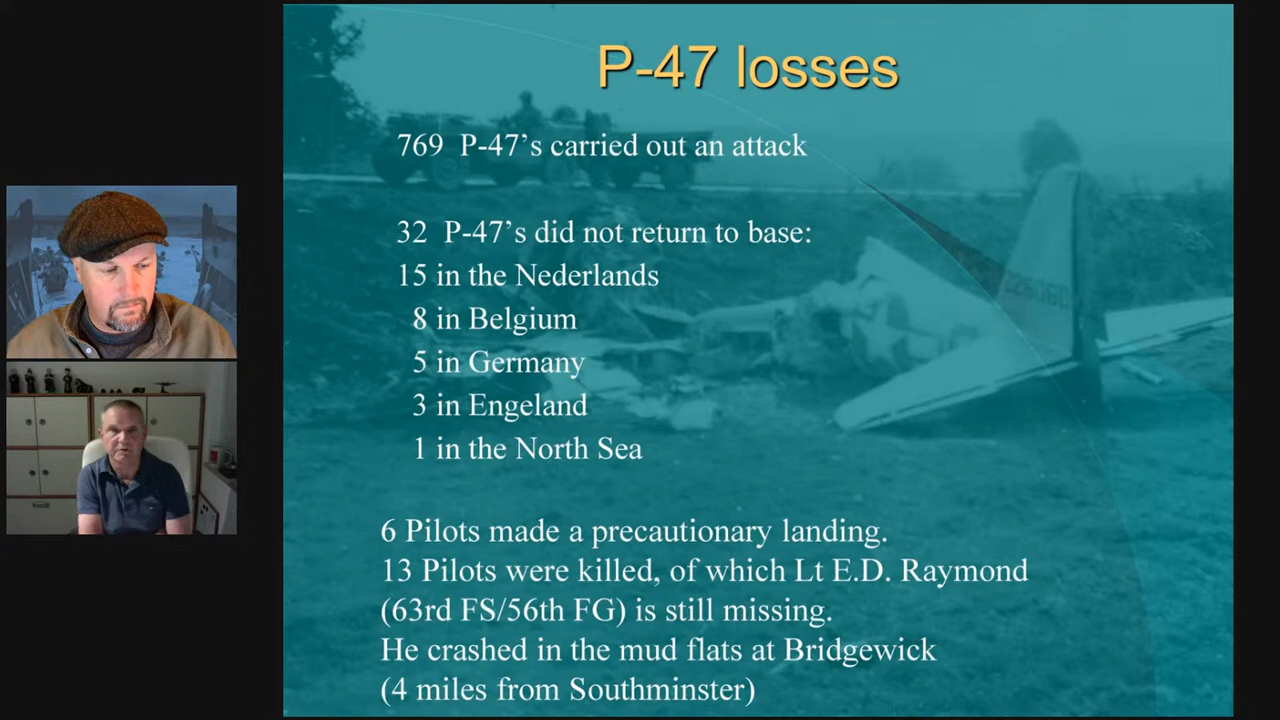 P-47 losses
769 P-47’s carried out an attack
32 P-47’s did not return to base:
15 in the Nederlands
8 in Belgium
5 in Germany
3 in Engeland
1 in the North Sea
6 Pilots made a precautionary landing.
13 Pilots were killed, of which Lt E.D. Raymond
(63rd FS/56th FG) is still missing.
He crashed in the mud flats at Bridgewick
(4 miles from Southminster)